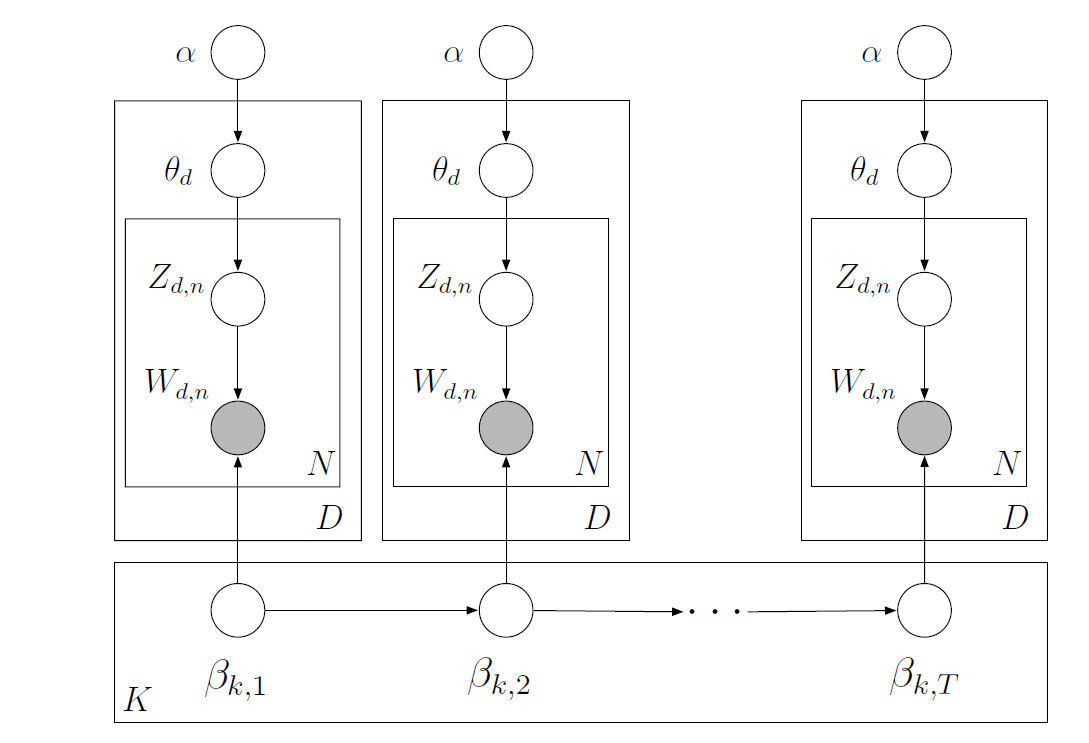 α α α
θ_d θ_d θ_d
Z_{d,n} Z_{d,n} Z_{d,n}
W_{d,n} W_{d,n} W_{d,n}
N N N
D D D
· · ·
β_{k,1} β_{k,2} β_{k,T}
K